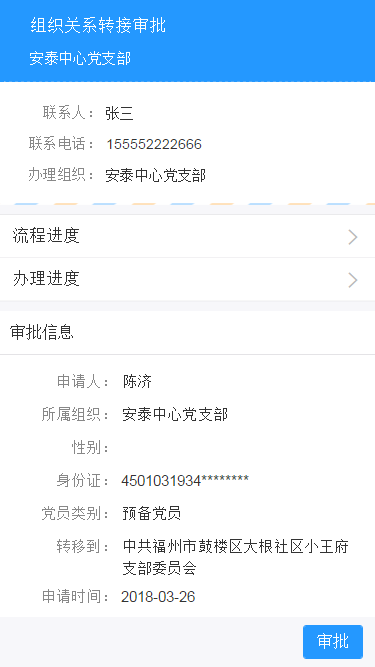 组织关系转接审批
安泰中心党支部
联系人：张三
联系电话：155552222666
办理组织：安泰中心党支部
流程进度
办理进度
审批信息
申请人：陈济
所属组织：安泰中心党支部
性别：
身份证：4501031934********
党员类别：预备党员
转移到：中共福州市鼓楼区大根社区小王府
支部委员会
申请时间：2018-03-26
审批